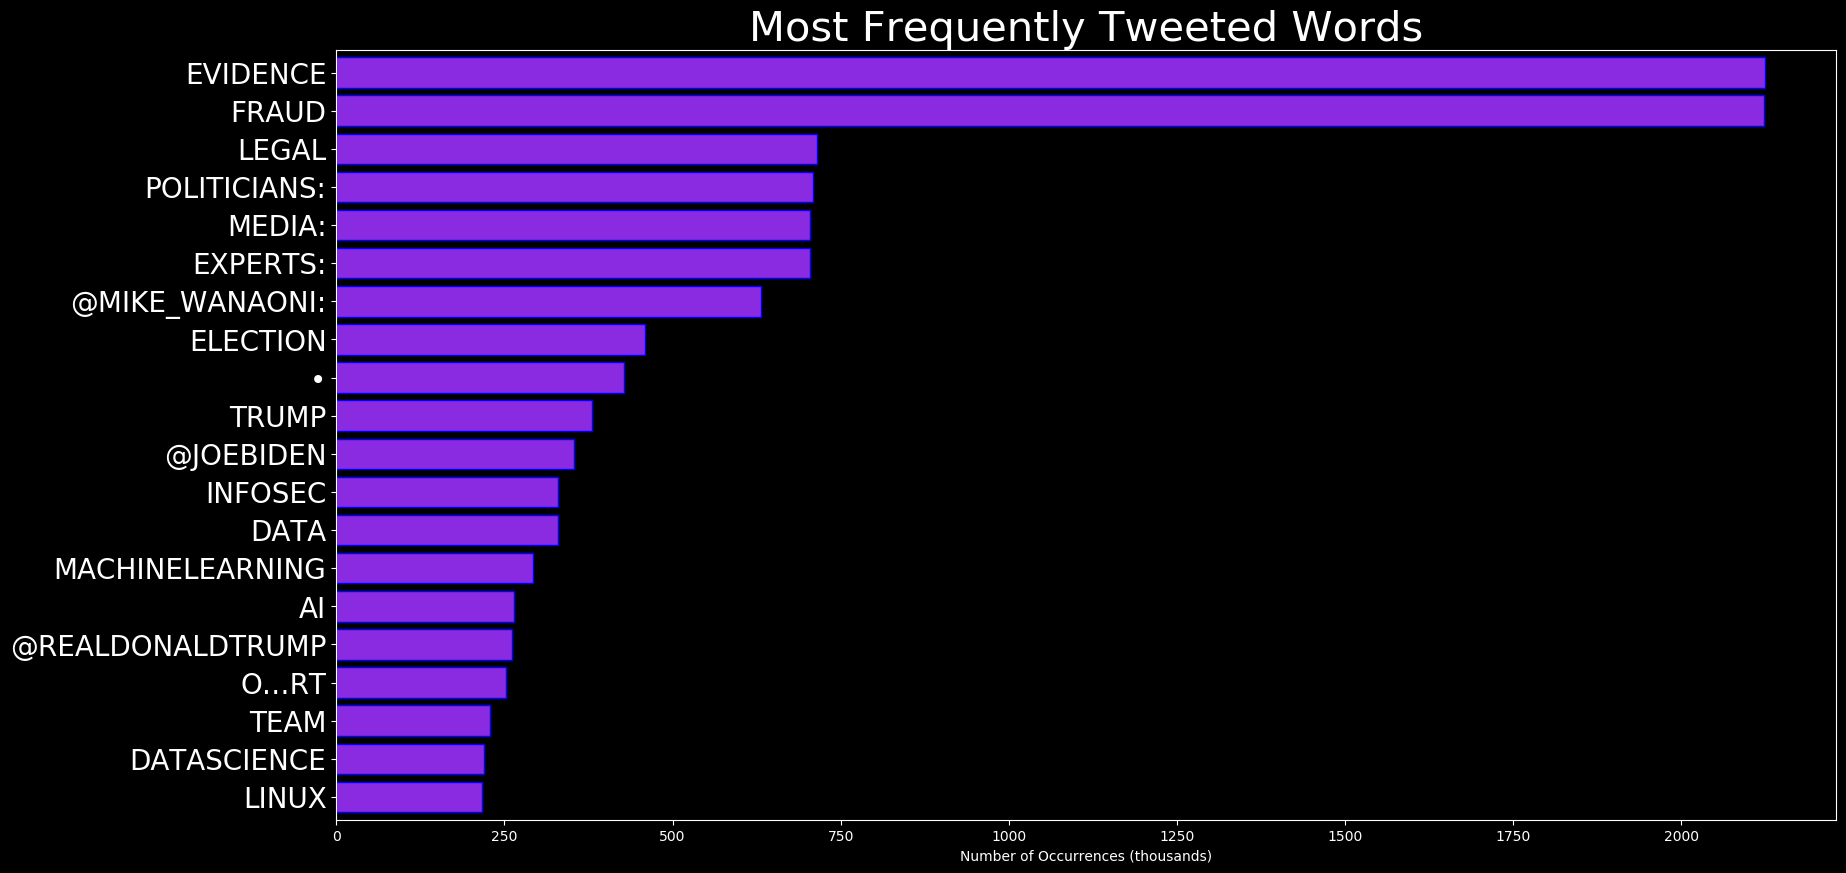 Most Frequently Tweeted Words
EVIDENCE
FRAUD
LEGAL
POLITICIANS:
MEDIA:
EXPERTS:
@MIKE_WANAONI:
ELECTION
•
TRUMP
@JOEBIDEN
INFOSEC
DATA
MACHINELEARNING
AI
@REALDONALDTRUMP
O…RT
TEAM
DATASCIENCE
LINUX
0 250 500 750 1000 1250 1500 1750 2000
Number of Occurrences (thousands)